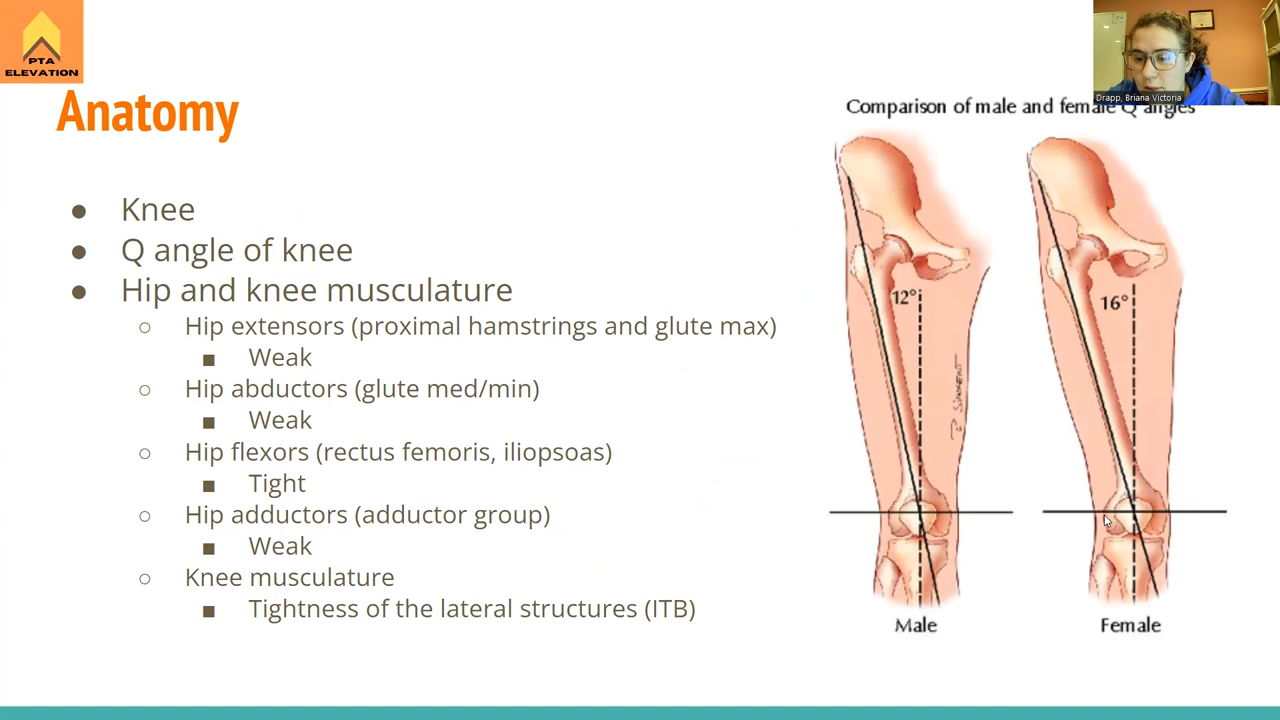 PTA
ELEVATION
Anatomy
Drapp, Briana Victoria
Comparison of male and female Q angles
● Knee
● Q angle of knee
● Hip and knee musculature
○ Hip extensors (proximal hamstrings and glute max)
■ Weak
○ Hip abductors (glute med/min)
■ Weak
○ Hip flexors (rectus femoris, iliopsoas)
■ Tight
○ Hip adductors (adductor group)
■ Weak
○ Knee musculature
■ Tightness of the lateral structures (ITB)
12°
16°
Male
Female